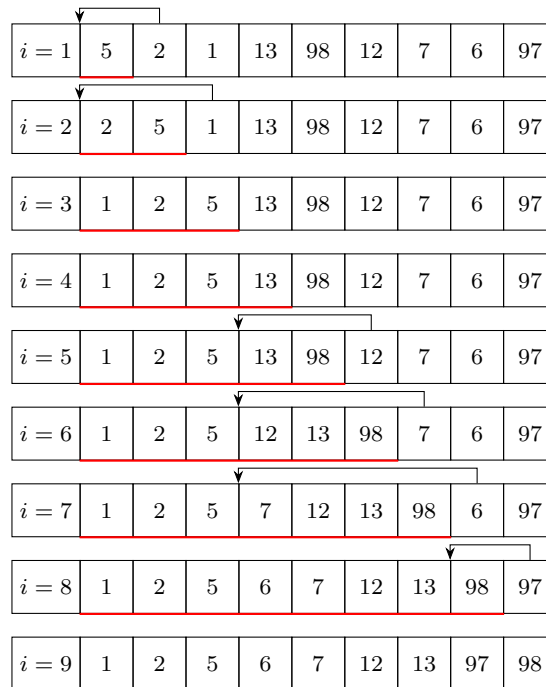 i = 1 5 2 1 13 98 12 7 6 97
i = 2 2 5 1 13 98 12 7 6 97
i = 3 1 2 5 13 98 12 7 6 97
i = 4 1 2 5 13 98 12 7 6 97
i = 5 1 2 5 13 98 12 7 6 97
i = 6 1 2 5 12 13 98 7 6 97
i = 7 1 2 5 7 12 13 98 6 97
i = 8 1 2 5 6 7 12 13 98 97
i = 9 1 2 5 6 7 12 13 97 98